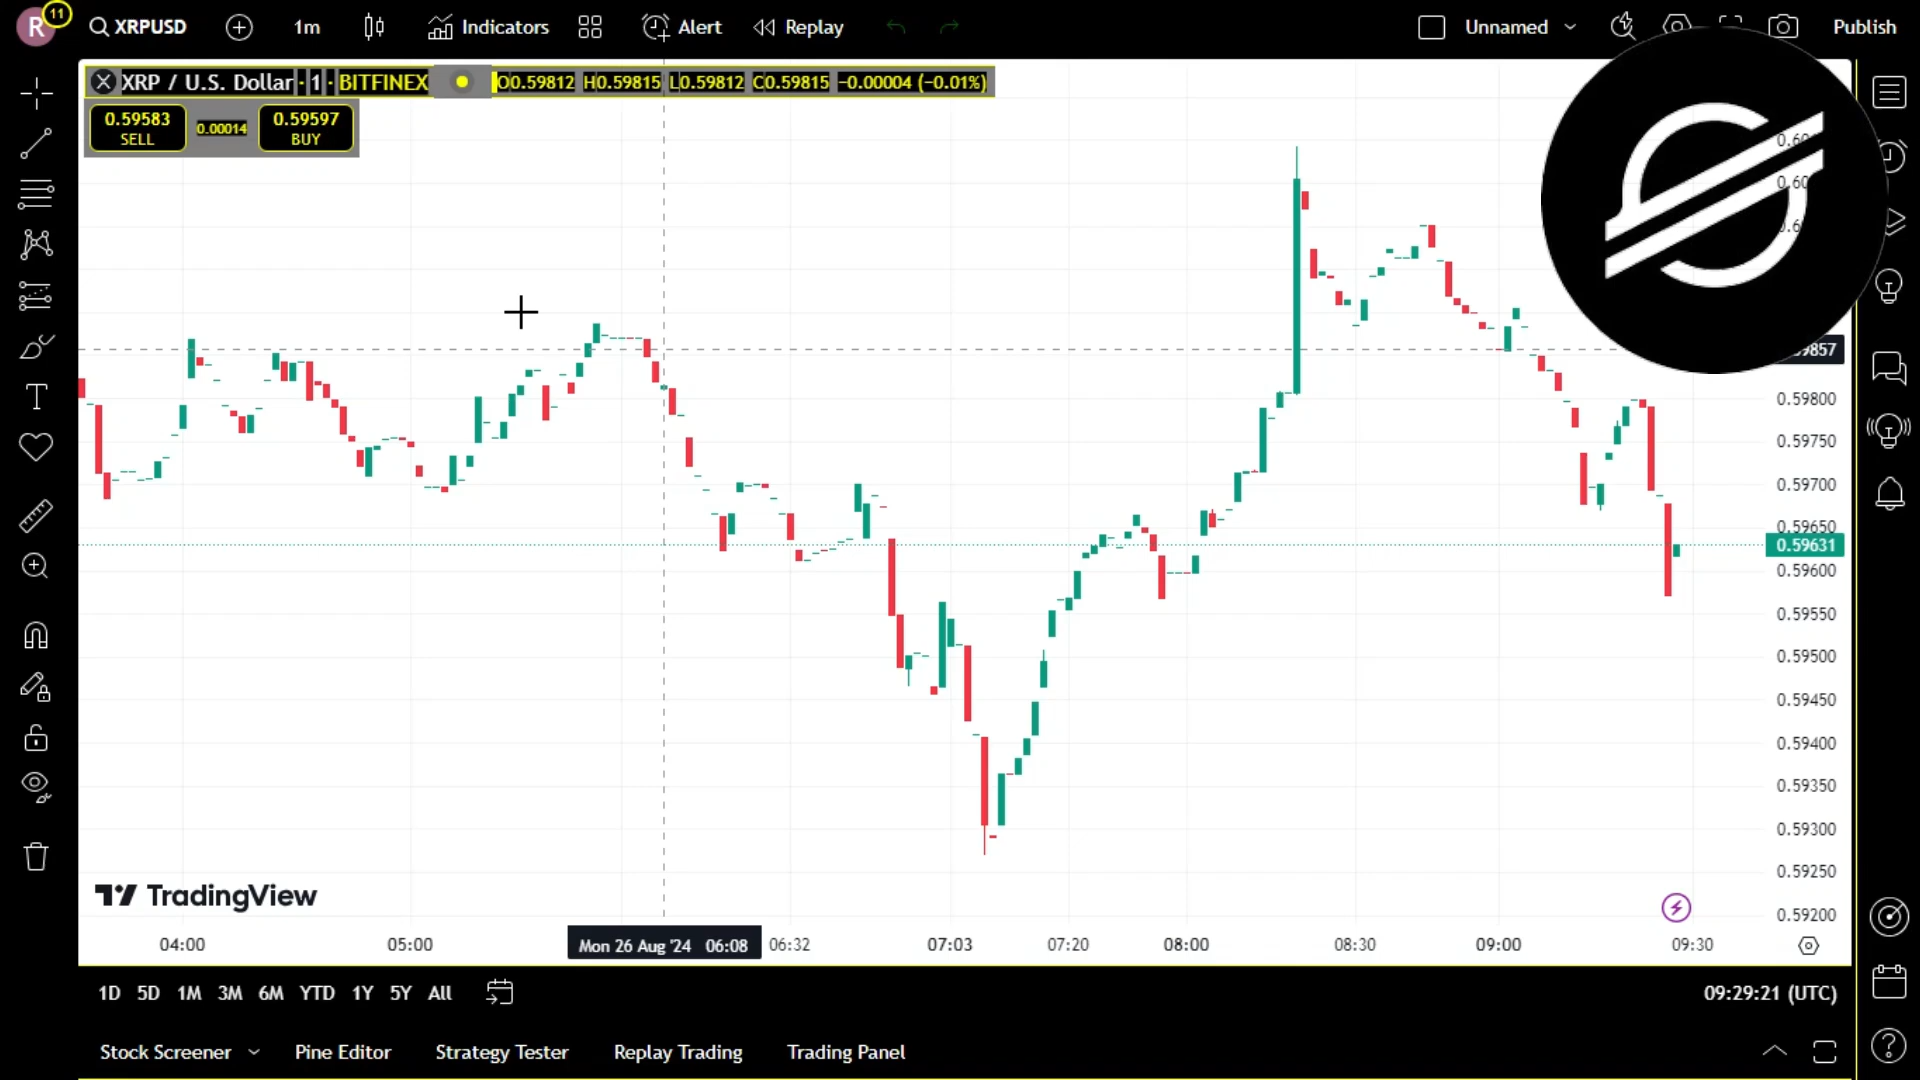 R 11 XRPUSD 1m Indicators Alert Replay Unnamed Publish
XRP / U.S. Dollar · 1 · BITFINEX O0.59812 H0.59815 L0.59812 C0.59815 −0.00004 (−0.01%)
0.59583 0.00014 0.59597
SELL BUY
0.59800
0.59750
0.59700
0.59650
0.59631
0.59600
0.59550
0.59500
0.59450
0.59400
0.59350
0.59300
0.59250
0.59200
TradingView
04:00 05:00 Mon 26 Aug '24 06:08 06:32 07:03 07:20 08:00 08:30 09:00 09:30
1D 5D 1M 3M 6M YTD 1Y 5Y All 09:29:21 (UTC)
Stock Screener Pine Editor Strategy Tester Replay Trading Trading Panel